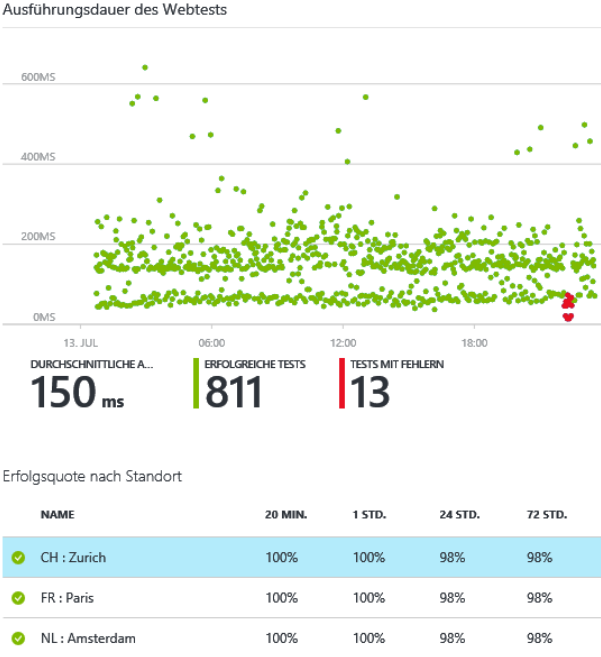 Ausführungsdauer des Webtests
600MS
400MS
200MS
0MS
13. JUL 06:00 12:00 18:00
DURCHSCHNITTLICHE A... ERFOLGREICHE TESTS TESTS MIT FEHLERN
150 ms 811 13
Erfolgsquote nach Standort
NAME 20 MIN. 1 STD. 24 STD. 72 STD.
CH : Zurich 100% 100% 98% 98%
FR : Paris 100% 100% 98% 98%
NL : Amsterdam 100% 100% 98% 98%